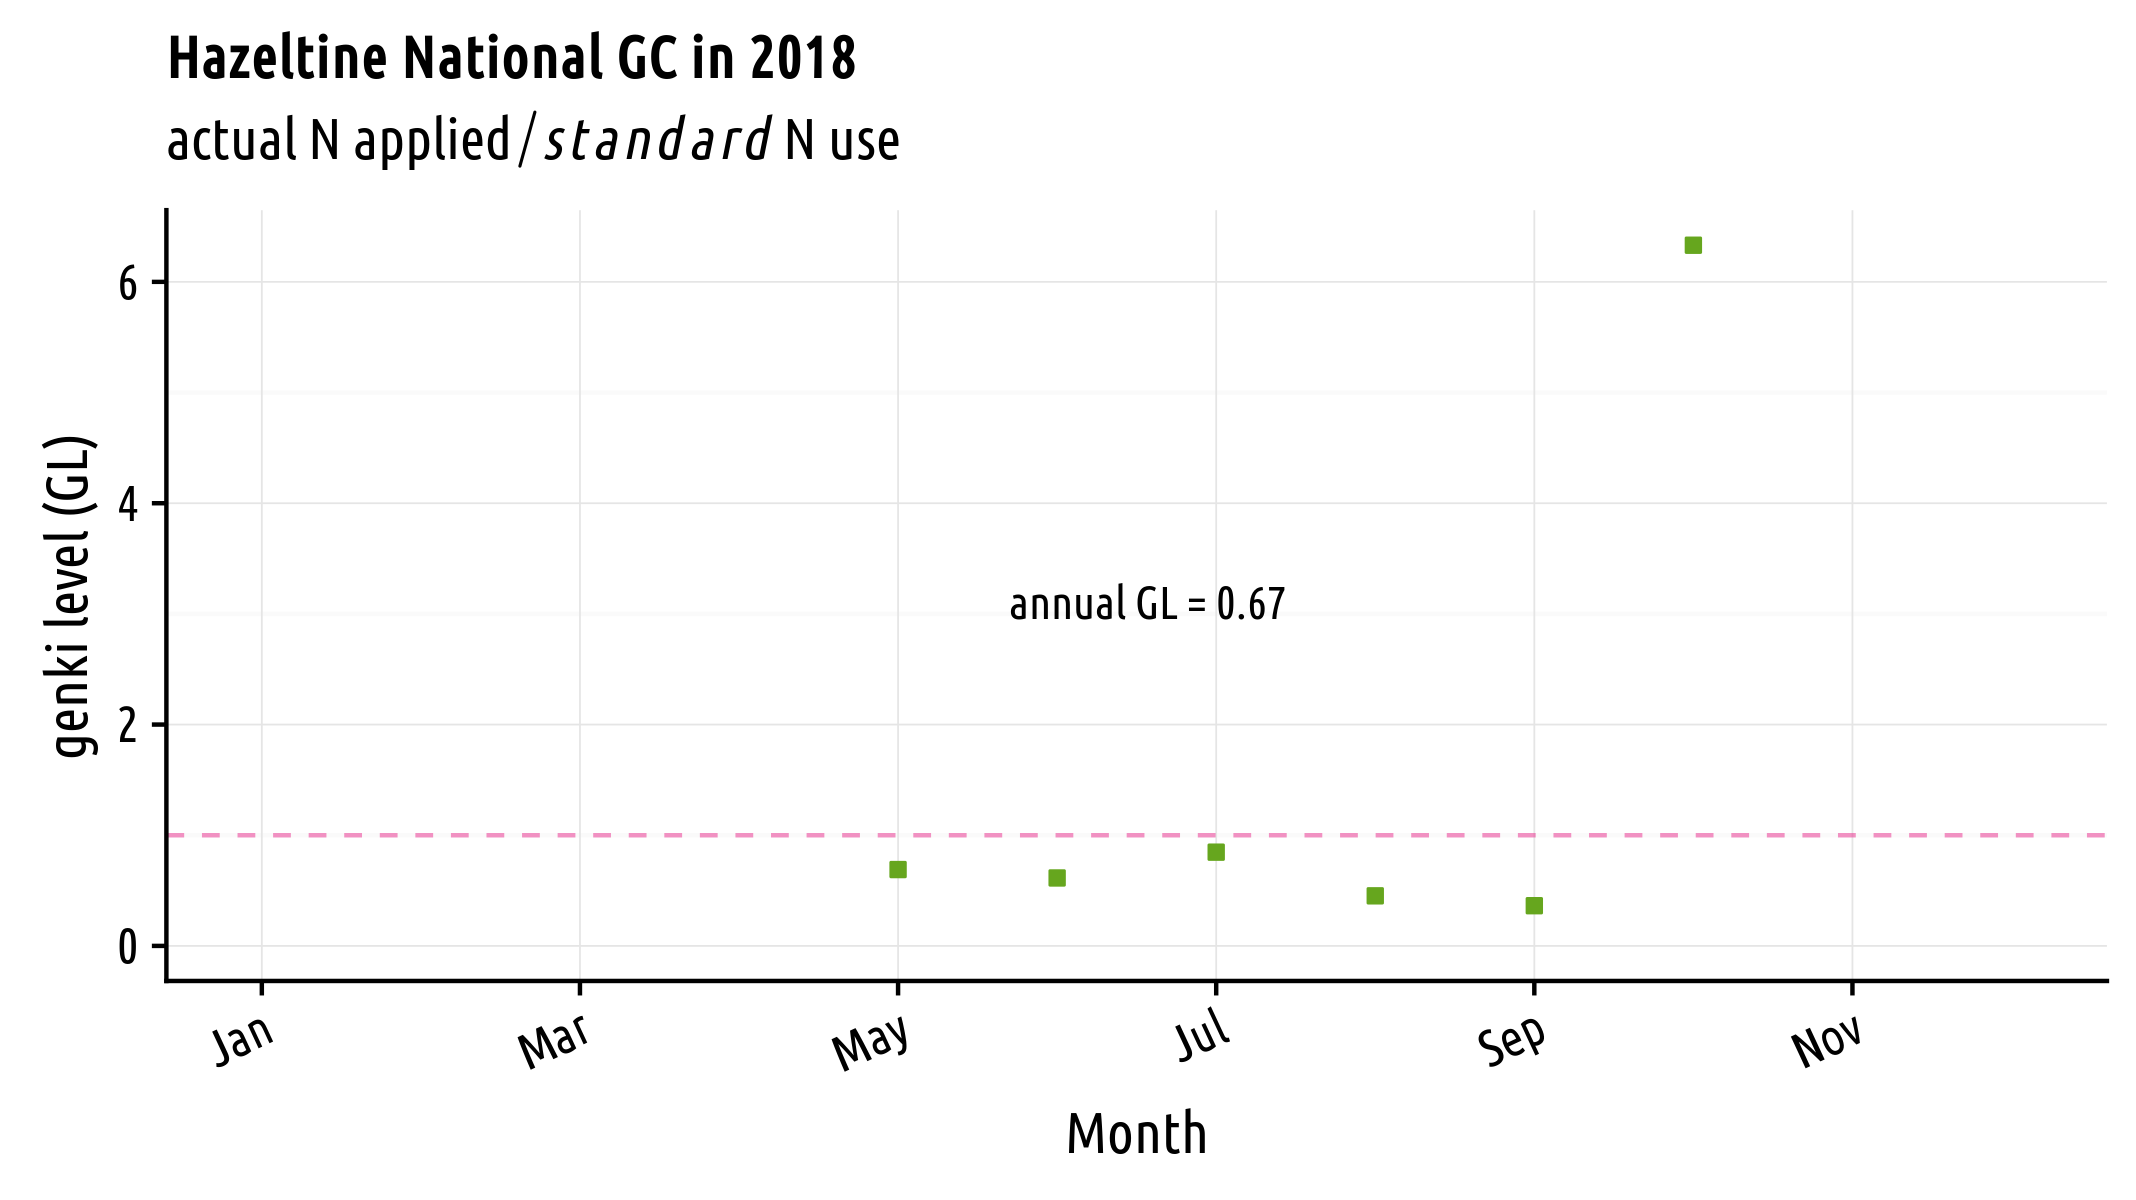 Hazeltine National GC in 2018
actual N applied/standard N use
genki level (GL)
6
4
2
0
annual GL = 0.67
Jan
Mar
May
Jul
Sep
Nov
Month